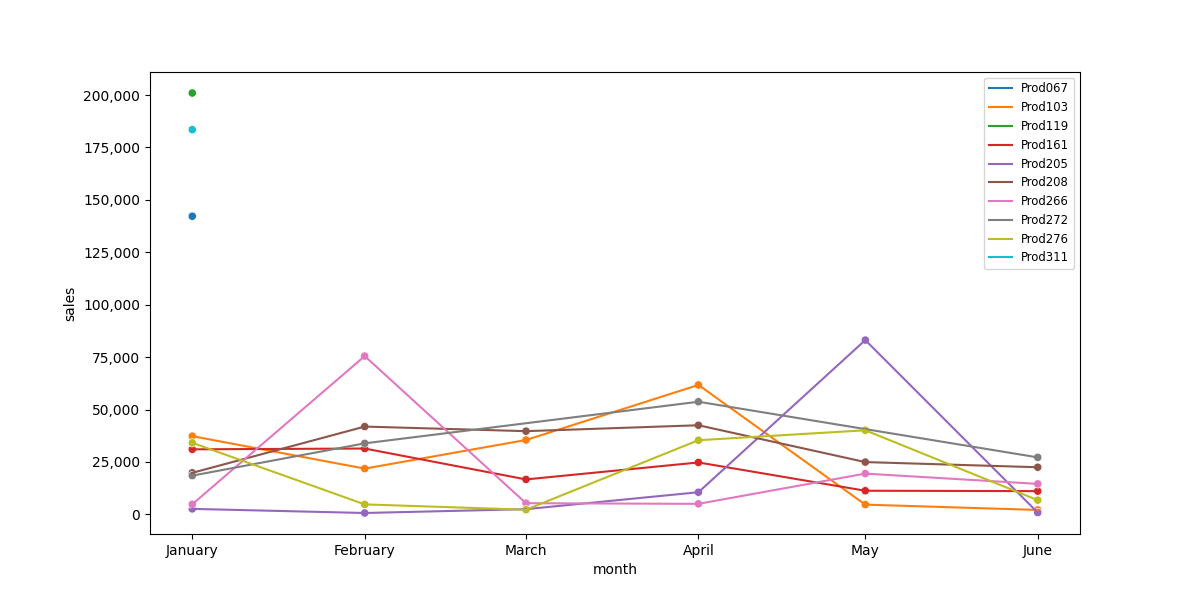 200,000
175,000
150,000
125,000
100,000
75,000
50,000
25,000
0
sales
January February March April May June
month
Prod067
Prod103
Prod119
Prod161
Prod205
Prod208
Prod266
Prod272
Prod276
Prod311